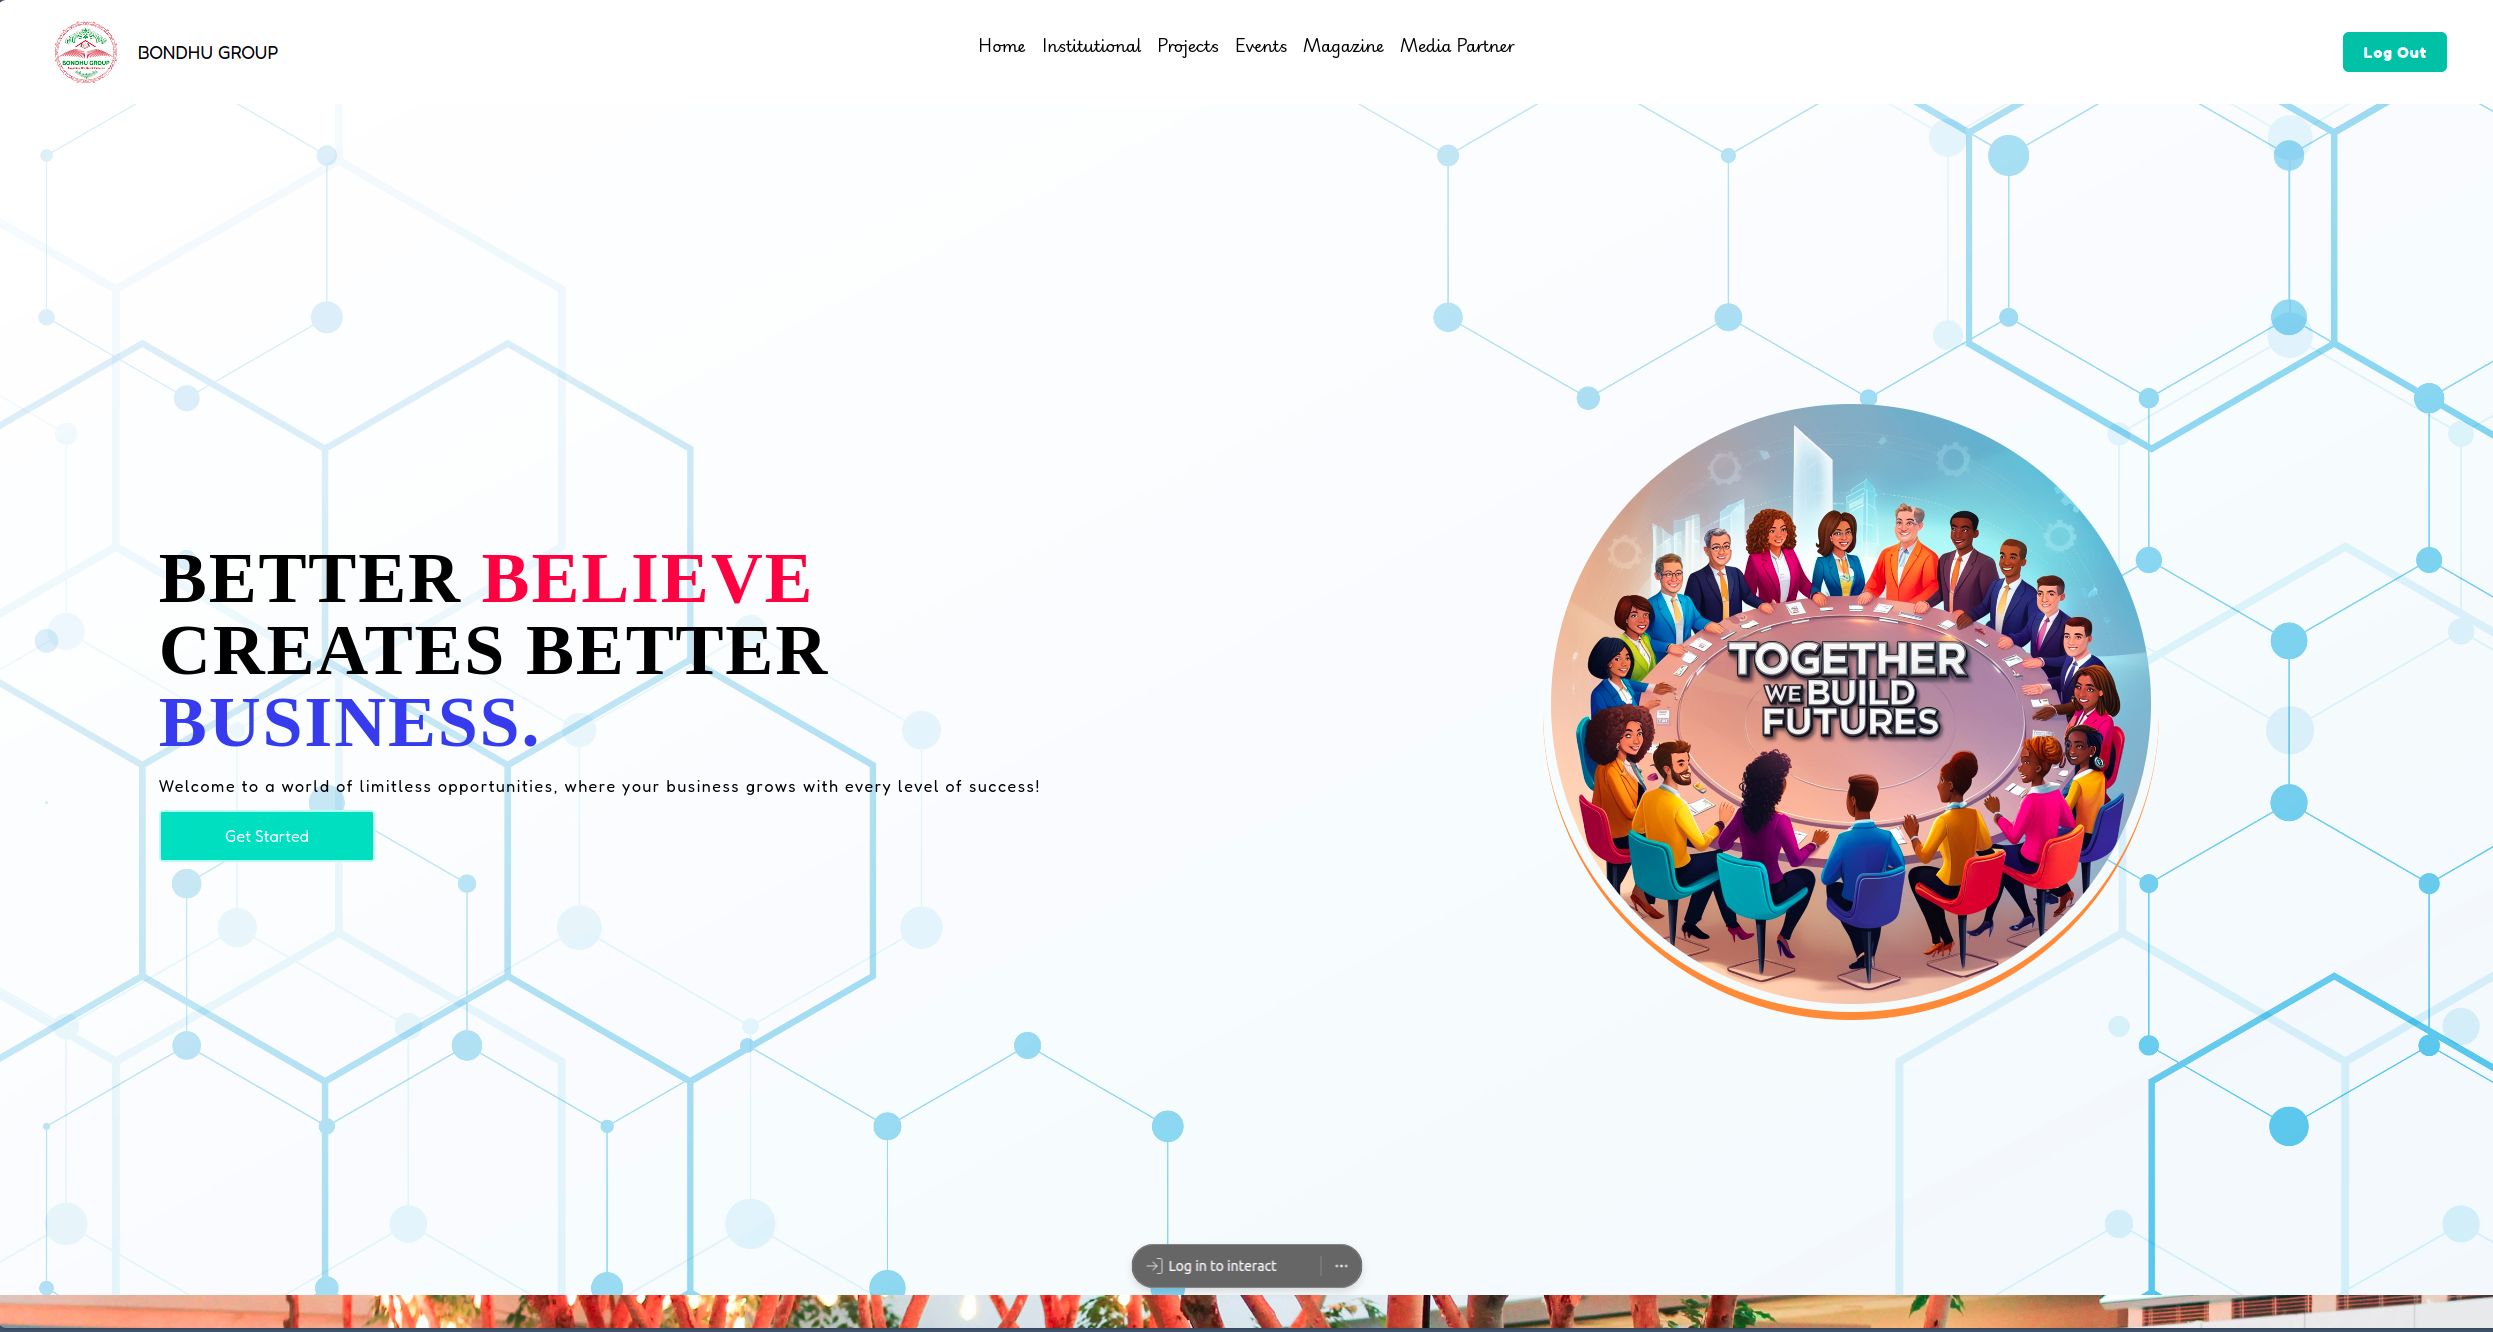 BONDHU GROUP
BONDHU GROUP
Home Institutional Projects Events Magazine Media Partner
Log Out
BETTER BELIEVE
CREATES BETTER
BUSINESS.
Welcome to a world of limitless opportunities, where your business grows with every level of success!
Get Started
TOGETHER
WE BUILD
FUTURES
Log in to interact